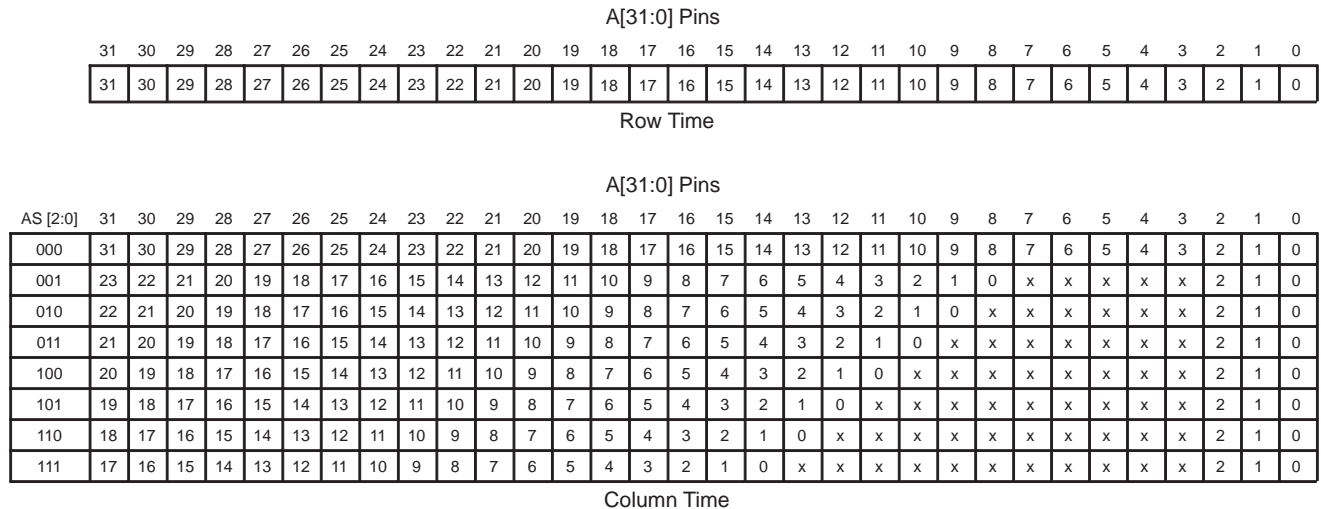 A[31:0] Pins
31 30 29 28 27 26 25 24 23 22 21 20 19 18 17 16 15 14 13 12 11 10 9 8 7 6 5 4 3 2 1 0
31 30 29 28 27 26 25 24 23 22 21 20 19 18 17 16 15 14 13 12 11 10 9 8 7 6 5 4 3 2 1 0
Row Time
A[31:0] Pins
AS [2:0] 31 30 29 28 27 26 25 24 23 22 21 20 19 18 17 16 15 14 13 12 11 10 9 8 7 6 5 4 3 2 1 0
000 31 30 29 28 27 26 25 24 23 22 21 20 19 18 17 16 15 14 13 12 11 10 9 8 7 6 5 4 3 2 1 0
001 23 22 21 20 19 18 17 16 15 14 13 12 11 10 9 8 7 6 5 4 3 2 1 0 x x x x x 2 1 0
010 22 21 20 19 18 17 16 15 14 13 12 11 10 9 8 7 6 5 4 3 2 1 0 x x x x x x 2 1 0
011 21 20 19 18 17 16 15 14 13 12 11 10 9 8 7 6 5 4 3 2 1 0 x x x x x x x 2 1 0
100 20 19 18 17 16 15 14 13 12 11 10 9 8 7 6 5 4 3 2 1 0 x x x x x x x x 2 1 0
101 19 18 17 16 15 14 13 12 11 10 9 8 7 6 5 4 3 2 1 0 x x x x x x x x x 2 1 0
110 18 17 16 15 14 13 12 11 10 9 8 7 6 5 4 3 2 1 0 x x x x x x x x x x 2 1 0
111 17 16 15 14 13 12 11 10 9 8 7 6 5 4 3 2 1 0 x x x x x x x x x x x 2 1 0
Column Time